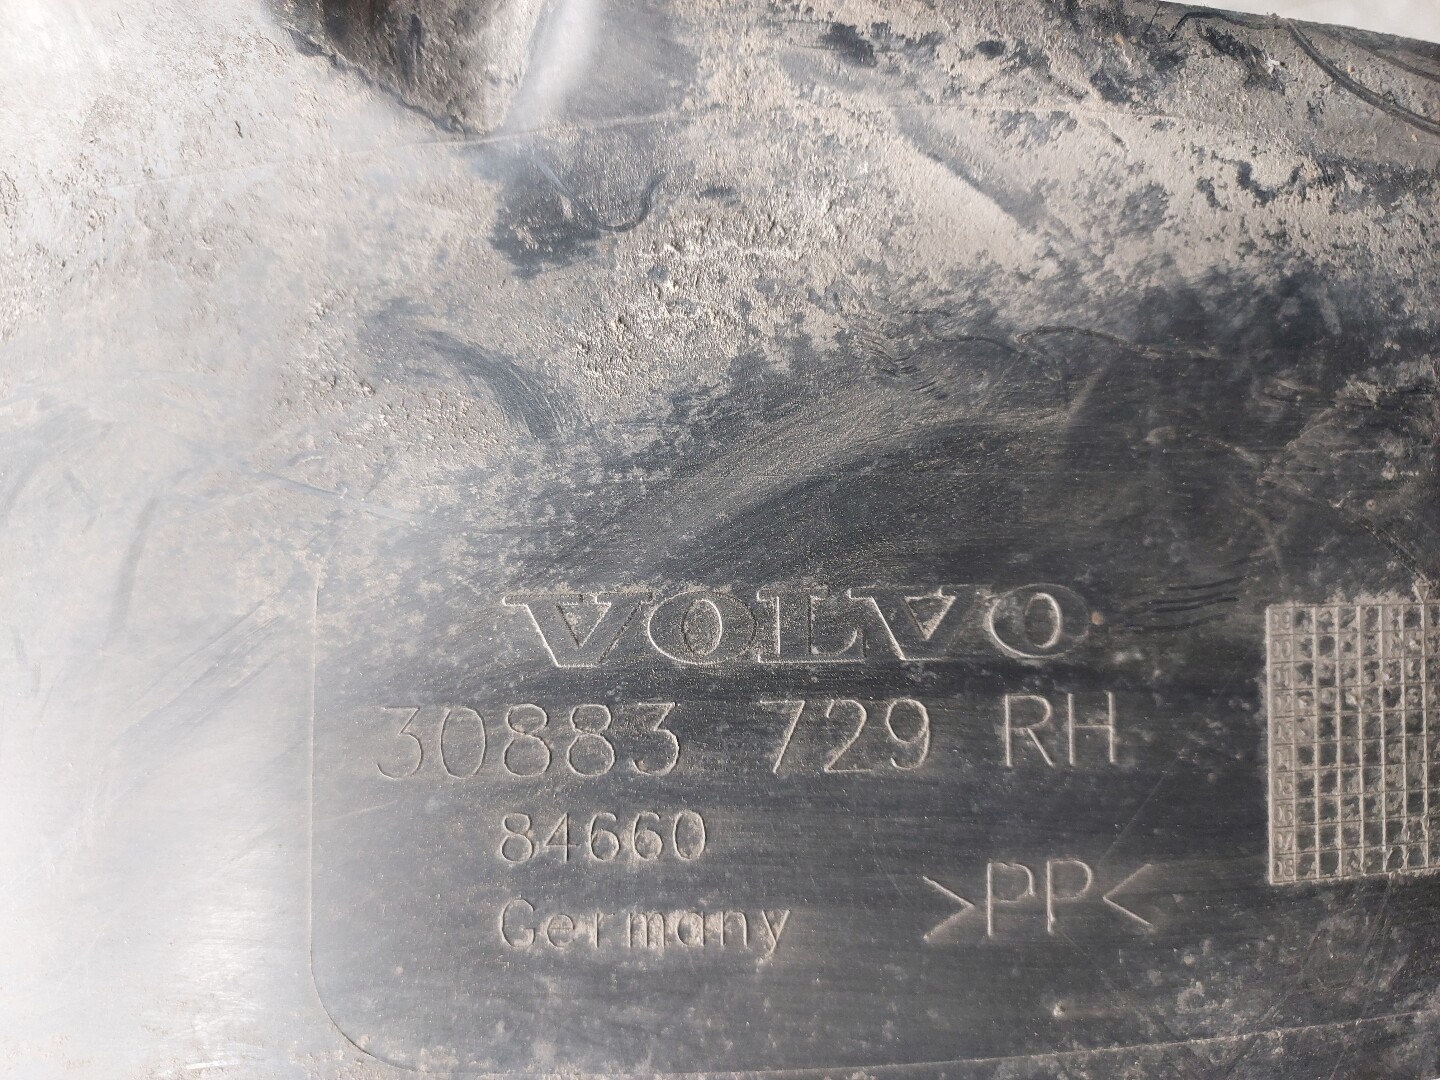 VOLVO
30883 729 RH
84660
Germany >PP<